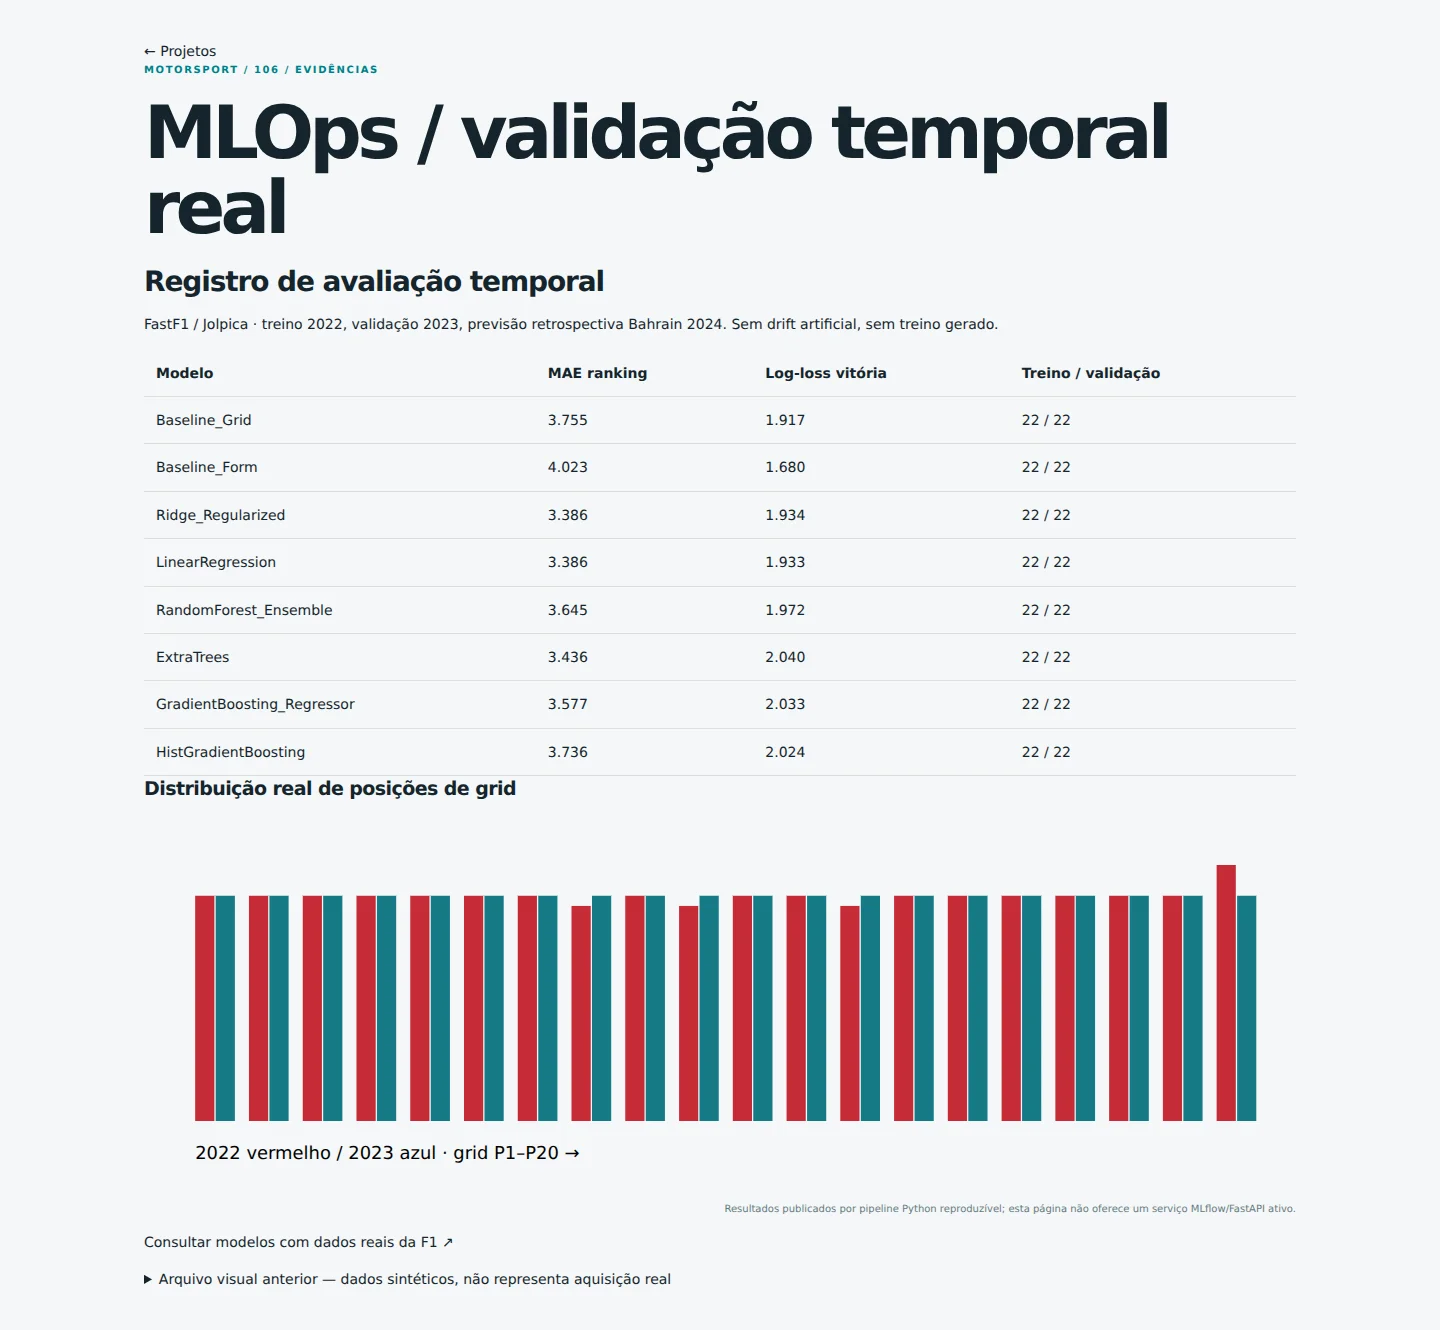 ← Projetos
MOTORSPORT / 106 / EVIDÊNCIAS
MLOps / validação temporal
real
Registro de avaliação temporal
FastF1 / Jolpica · treino 2022, validação 2023, previsão retrospectiva Bahrain 2024. Sem drift artificial, sem treino gerado.
Modelo MAE ranking Log-loss vitória Treino / validação
Baseline_Grid 3.755 1.917 22 / 22
Baseline_Form 4.023 1.680 22 / 22
Ridge_Regularized 3.386 1.934 22 / 22
LinearRegression 3.386 1.933 22 / 22
RandomForest_Ensemble 3.645 1.972 22 / 22
ExtraTrees 3.436 2.040 22 / 22
GradientBoosting_Regressor 3.577 2.033 22 / 22
HistGradientBoosting 3.736 2.024 22 / 22
Distribuição real de posições de grid
2022 vermelho / 2023 azul · grid P1–P20 →
Resultados publicados por pipeline Python reproduzível; esta página não oferece um serviço MLflow/FastAPI ativo.
Consultar modelos com dados reais da F1 ↗
▶ Arquivo visual anterior — dados sintéticos, não representa aquisição real